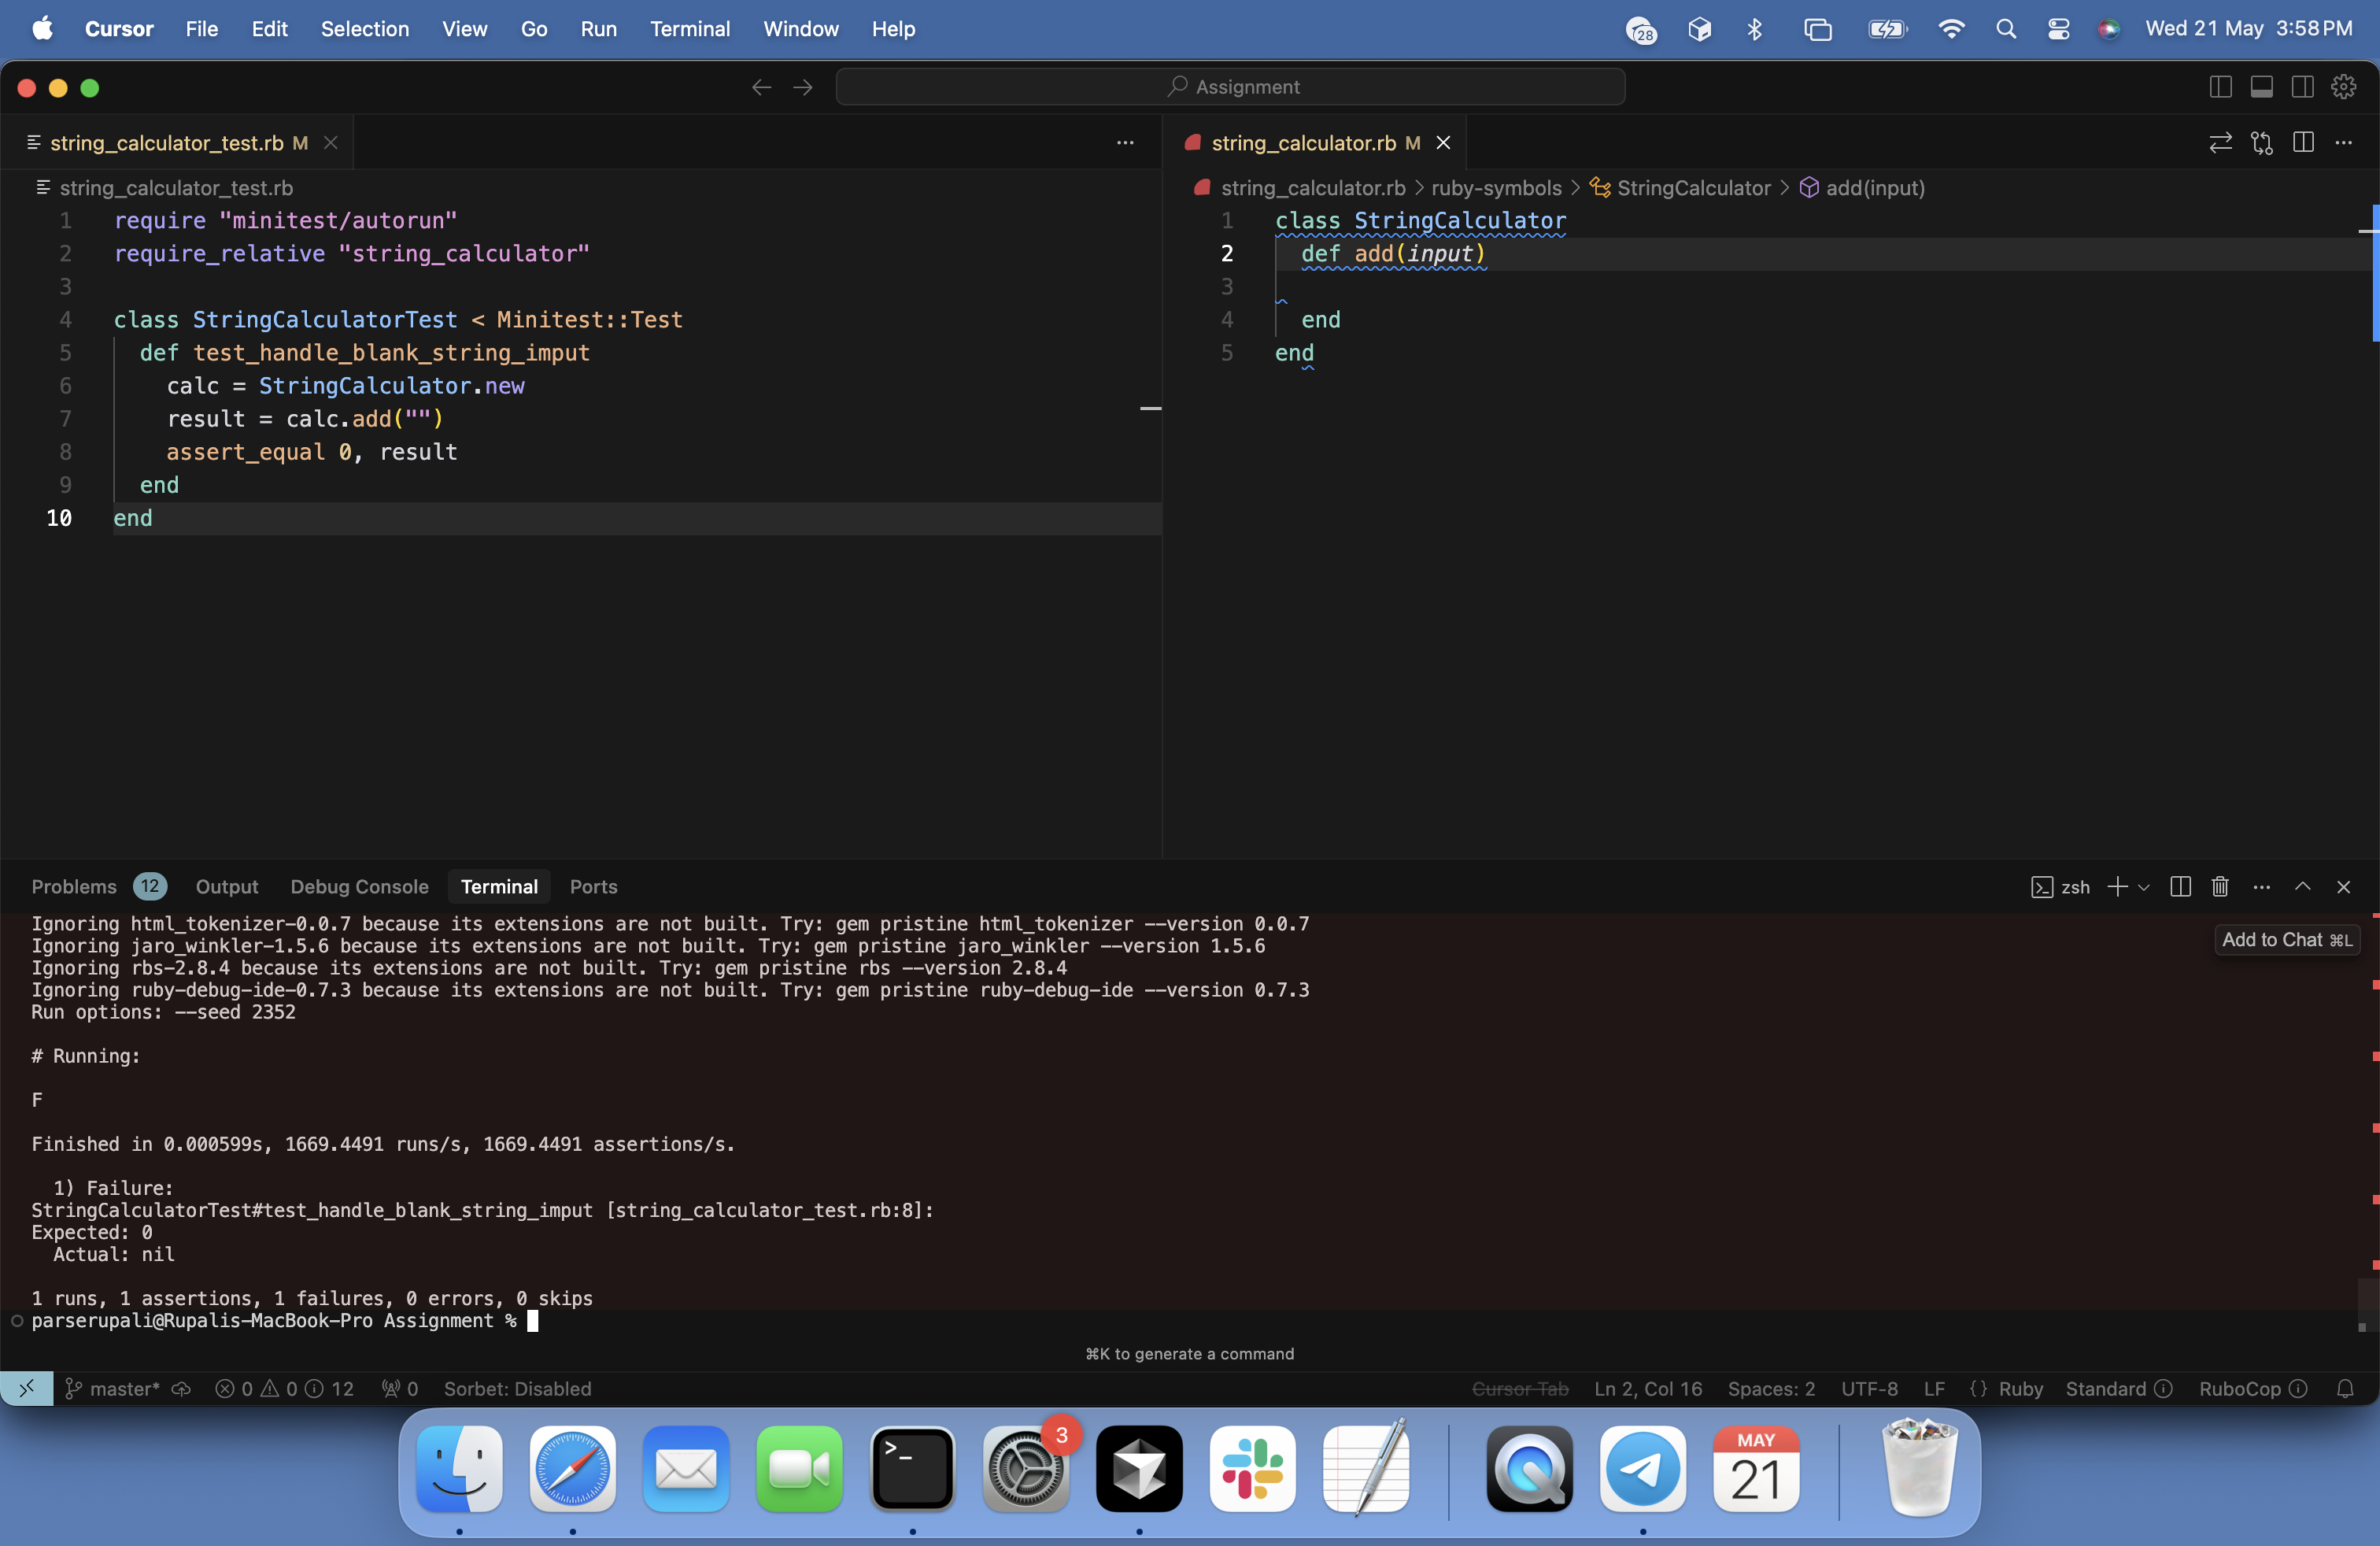 Cursor File Edit Selection View Go Run Terminal Window Help 28 Wed 21 May 3:58 PM
Assignment
string_calculator_test.rb M
string_calculator_test.rb
1 require "minitest/autorun"
2 require_relative "string_calculator"
3
4 class StringCalculatorTest < Minitest::Test
5 def test_handle_blank_string_imput
6 calc = StringCalculator.new
7 result = calc.add("")
8 assert_equal 0, result
9 end
10 end
string_calculator.rb M
string_calculator.rb > ruby-symbols > StringCalculator > add(input)
1 class StringCalculator
2 def add(input)
3
4 end
5 end
Problems 12 Output Debug Console Terminal Ports zsh
Ignoring html_tokenizer-0.0.7 because its extensions are not built. Try: gem pristine html_tokenizer --version 0.0.7
Add to Chat ⌘L
Ignoring jaro_winkler-1.5.6 because its extensions are not built. Try: gem pristine jaro_winkler --version 1.5.6
Ignoring rbs-2.8.4 because its extensions are not built. Try: gem pristine rbs --version 2.8.4
Ignoring ruby-debug-ide-0.7.3 because its extensions are not built. Try: gem pristine ruby-debug-ide --version 0.7.3
Run options: --seed 2352
# Running:
F
Finished in 0.000599s, 1669.4491 runs/s, 1669.4491 assertions/s.
1) Failure:
StringCalculatorTest#test_handle_blank_string_imput [string_calculator_test.rb:8]:
Expected: 0
Actual: nil
1 runs, 1 assertions, 1 failures, 0 errors, 0 skips
parserupali@Rupalis-MacBook-Pro Assignment %
⌘K to generate a command
master* 0 0 12 0 Sorbet: Disabled Cursor Tab Ln 2, Col 16 Spaces: 2 UTF-8 LF {} Ruby Standard RuboCop
3
MAY
21